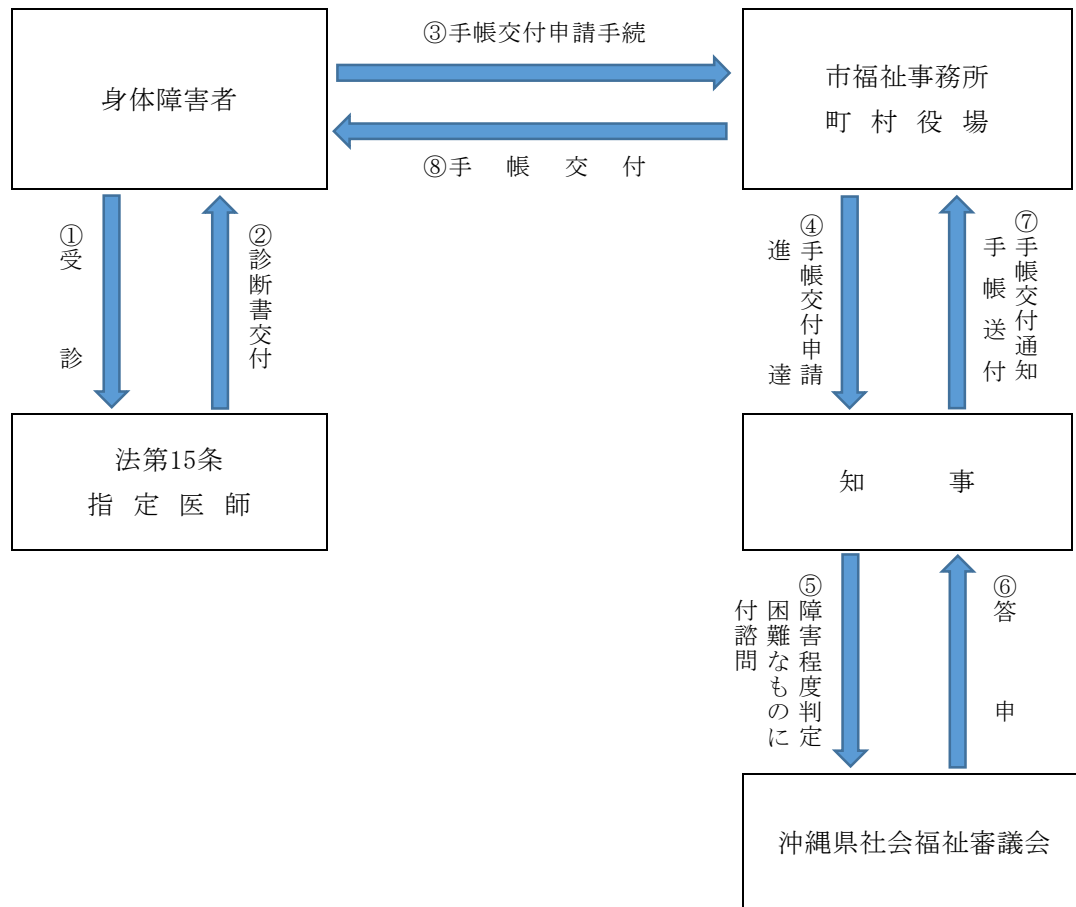 ③手帳交付申請手続
身体障害者
市福祉事務所
町村役場
⑧手帳交付
①受診
②診断書交付
④手帳交付申請
進達
⑦手帳交付通知
手帳送付
法第15条
指定医師
知事
⑤障害程度判定
困難なものに
付諮問
⑥答申
沖縄県社会福祉審議会